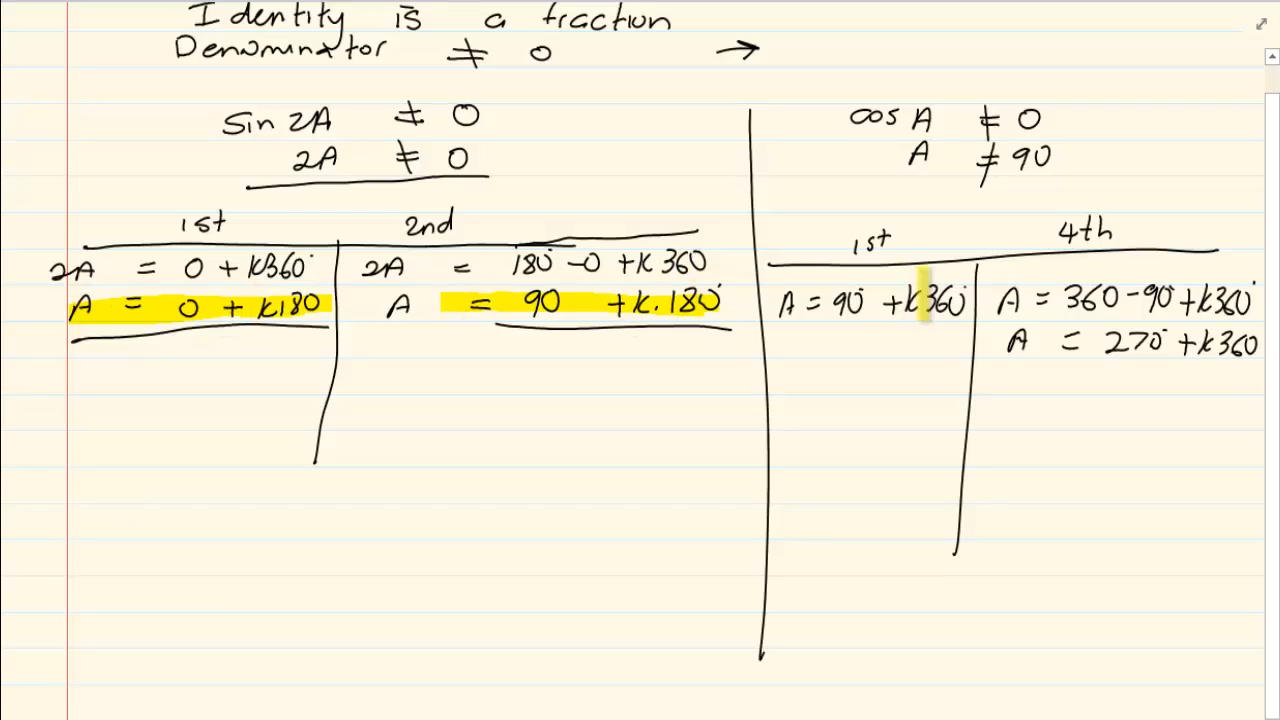 Identity is a fraction
Denominator ≠ 0 →
sin 2A ≠ 0
2A ≠ 0
1st 2nd
2A = 0 + K360° 2A = 180° - 0 + K 360
A = 0 + K180 A = 90 + K. 180°
cos A ≠ 0
A ≠ 90
1st 4th
A = 90° + K360° A = 360 - 90° + K360°
A = 270° + K360